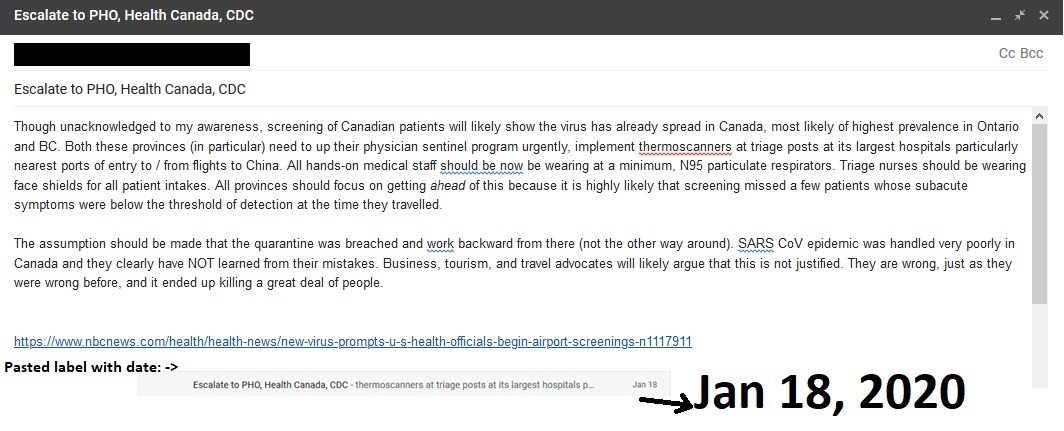 Escalate to PHO, Health Canada, CDC
Cc Bcc
Escalate to PHO, Health Canada, CDC
Though unacknowledged to my awareness, screening of Canadian patients will likely show the virus has already spread in Canada, most likely of highest prevalence in Ontario
and BC. Both these provinces (in particular) need to up their physician sentinel program urgently, implement thermoscanners at triage posts at its largest hospitals particularly
nearest ports of entry to / from flights to China. All hands-on medical staff should be now be wearing at a minimum, N95 particulate respirators. Triage nurses should be wearing
face shields for all patient intakes. All provinces should focus on getting ahead of this because it is highly likely that screening missed a few patients whose subacute
symptoms were below the threshold of detection at the time they travelled.
The assumption should be made that the quarantine was breached and work backward from there (not the other way around). SARS CoV epidemic was handled very poorly in
Canada and they clearly have NOT learned from their mistakes. Business, tourism, and travel advocates will likely argue that this is not justified. They are wrong, just as they
were wrong before, and it ended up killing a great deal of people.
https://www.nbcnews.com/health/health-news/new-virus-prompts-u-s-health-officials-begin-airport-screenings-n1117911
Pasted label with date: ->
Escalate to PHO, Health Canada, CDC - thermoscanners at triage posts at its largest hospitals p... Jan 18
Jan 18, 2020